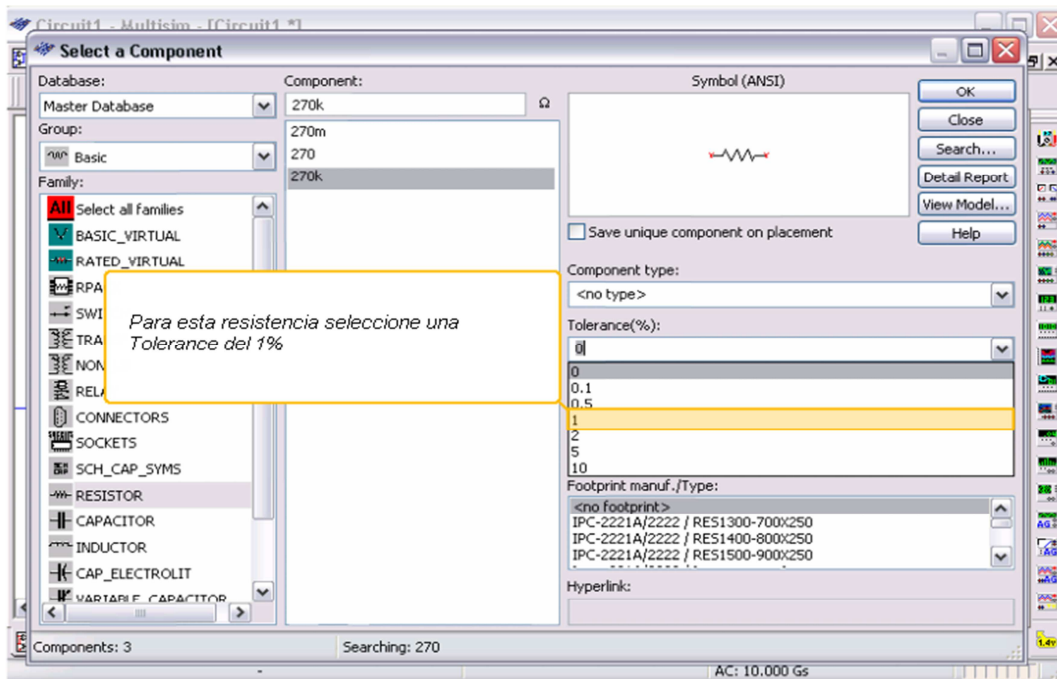 Circuit1 - Multisim - [Circuit1 *]
Select a Component
Database:
Master Database
Group:
Basic
Family:
All Select all families
BASIC_VIRTUAL
RATED_VIRTUAL
RPA
SWI
TRA
NON
RELA
CONNECTORS
SOCKETS
SCH_CAP_SYMS
RESISTOR
CAPACITOR
INDUCTOR
CAP_ELECTROLIT
VARIABLE_CAPACITOR
Component:
270k Ω
270m
270
270k
Para esta resistencia seleccione una
Tolerance del 1%
Symbol (ANSI)
Save unique component on placement
Component type:
<no type>
Tolerance(%):
0
0
0.1
0.5
1
2
5
10
Footprint manuf./Type:
<no footprint>
IPC-2221A/2222 / RES1300-700X250
IPC-2221A/2222 / RES1400-800X250
IPC-2221A/2222 / RES1500-900X250
Hyperlink:
OK
Close
Search...
Detail Report
View Model...
Help
Components: 3
Searching: 270
AC: 10.000 Gs
1.4v